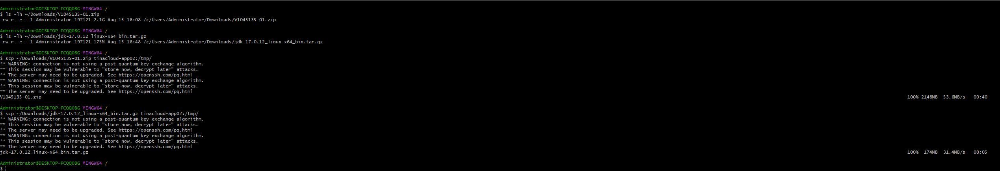 Administrator@DESKTOP-FCQQOBG MINGW64 /
$ ls -lh ~/Downloads/V1045135-01.zip
-rw-r--r-- 1 Administrator 197121 2.1G Aug 15 16:08 /c/Users/Administrator/Downloads/V1045135-01.zip
Administrator@DESKTOP-FCQQOBG MINGW64 /
$ ls -lh ~/Downloads/jdk-17.0.12_linux-x64_bin.tar.gz
-rw-r--r-- 1 Administrator 197121 175M Aug 15 16:48 /c/Users/Administrator/Downloads/jdk-17.0.12_linux-x64_bin.tar.gz
Administrator@DESKTOP-FCQQOBG MINGW64 /
$ scp ~/Downloads/V1045135-01.zip tinacloud-app02:/tmp/
** WARNING: connection is not using a post-quantum key exchange algorithm.
** This session may be vulnerable to "store now, decrypt later" attacks.
** The server may need to be upgraded. See https://openssh.com/pq.html
** WARNING: connection is not using a post-quantum key exchange algorithm.
** This session may be vulnerable to "store now, decrypt later" attacks.
** The server may need to be upgraded. See https://openssh.com/pq.html
V1045135-01.zip 100% 2148MB 53.6MB/s 00:40
Administrator@DESKTOP-FCQQOBG MINGW64 /
$ scp ~/Downloads/jdk-17.0.12_linux-x64_bin.tar.gz tinacloud-app02:/tmp/
** WARNING: connection is not using a post-quantum key exchange algorithm.
** This session may be vulnerable to "store now, decrypt later" attacks.
** The server may need to be upgraded. See https://openssh.com/pq.html
** WARNING: connection is not using a post-quantum key exchange algorithm.
** This session may be vulnerable to "store now, decrypt later" attacks.
** The server may need to be upgraded. See https://openssh.com/pq.html
jdk-17.0.12_linux-x64_bin.tar.gz 100% 174MB 31.4MB/s 00:05
Administrator@DESKTOP-FCQQOBG MINGW64 /
$